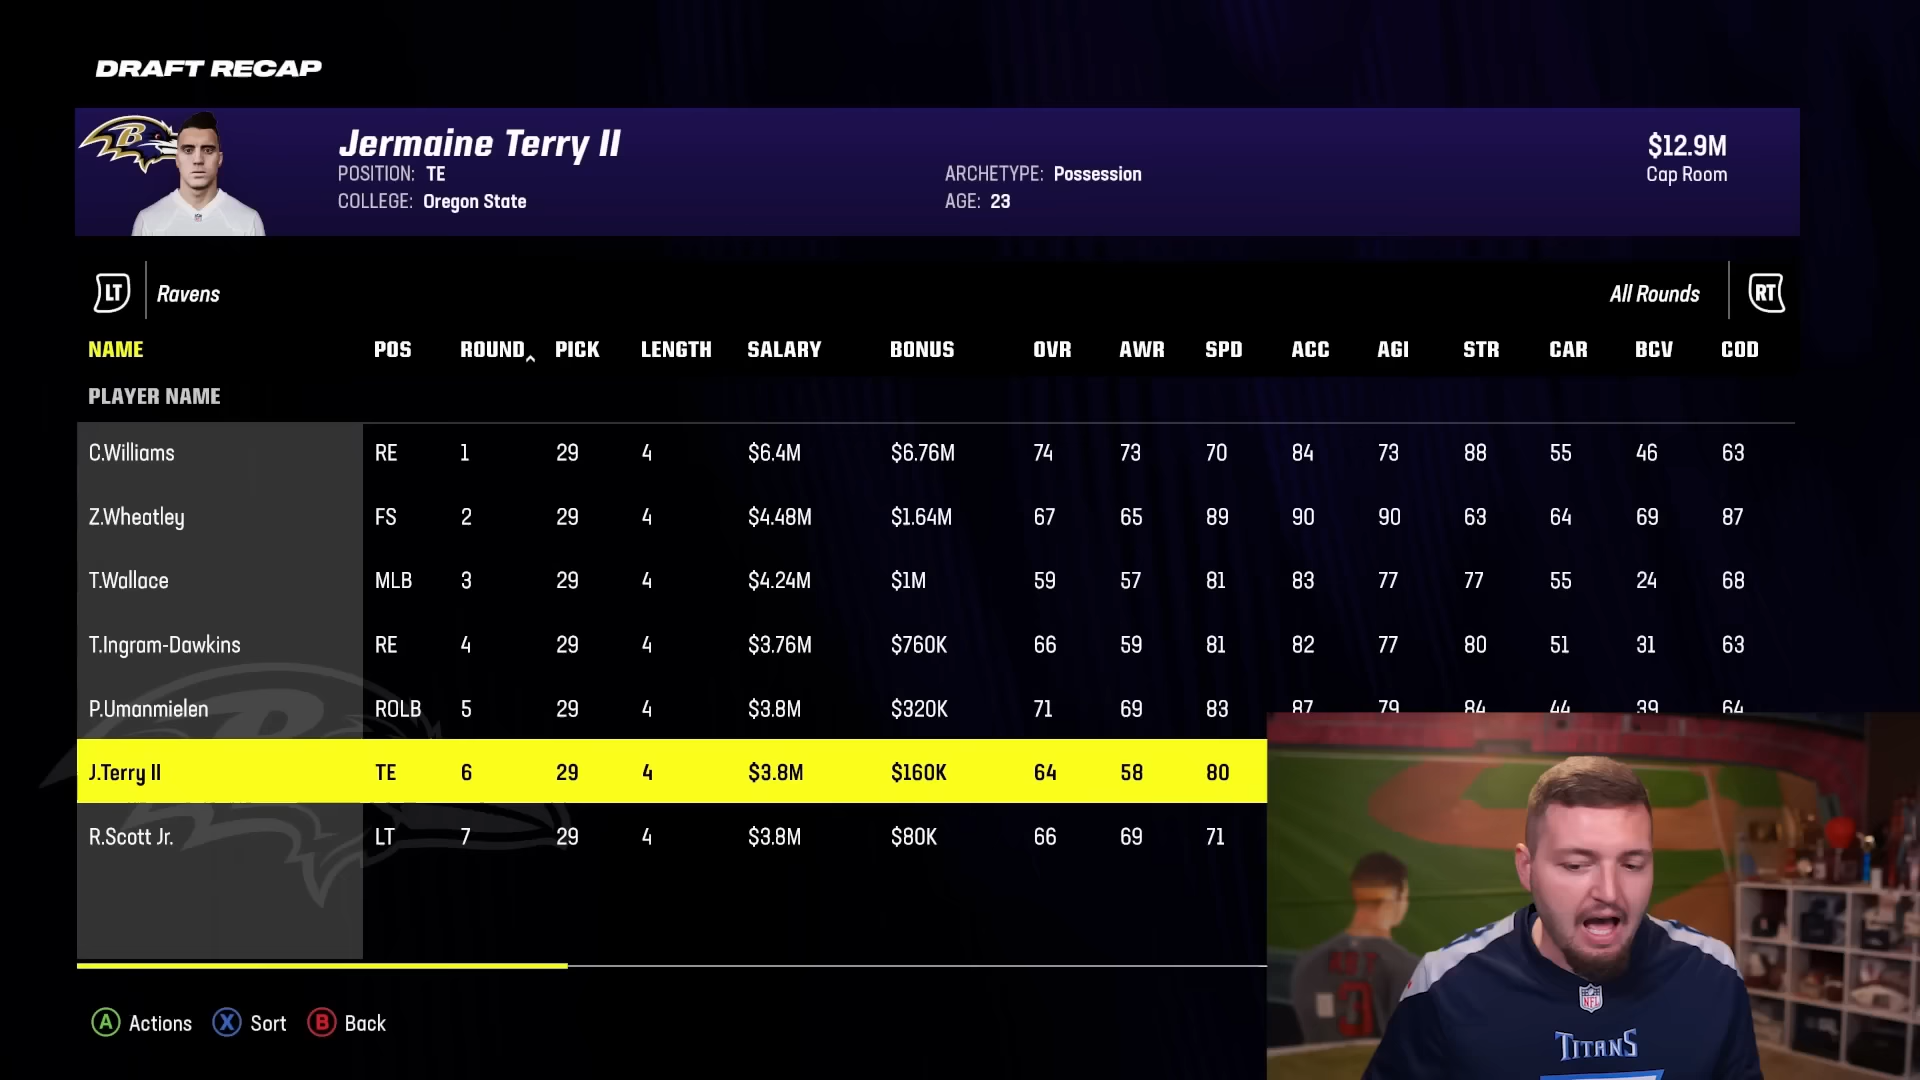 DRAFT RECAP
Jermaine Terry II
POSITION: TE
COLLEGE: Oregon State
ARCHETYPE: Possession
AGE: 23
$12.9M
Cap Room
LT Ravens
All Rounds RT
NAME POS ROUND PICK LENGTH SALARY BONUS OVR AWR SPD ACC AGI STR CAR BCV COD
PLAYER NAME
C.Williams RE 1 29 4 $6.4M $6.76M 74 73 70 84 73 88 55 46 63
Z.Wheatley FS 2 29 4 $4.48M $1.64M 67 65 89 90 90 63 64 69 87
T.Wallace MLB 3 29 4 $4.24M $1M 59 57 81 83 77 77 55 24 68
T.Ingram-Dawkins RE 4 29 4 $3.76M $760K 66 59 81 82 77 80 51 31 63
P.Umanmielen ROLB 5 29 4 $3.8M $320K 71 69 83 87 79 84 44 39 64
J.Terry II TE 6 29 4 $3.8M $160K 64 58 80
R.Scott Jr. LT 7 29 4 $3.8M $80K 66 69 71
A Actions X Sort B Back
NFL
TITANS